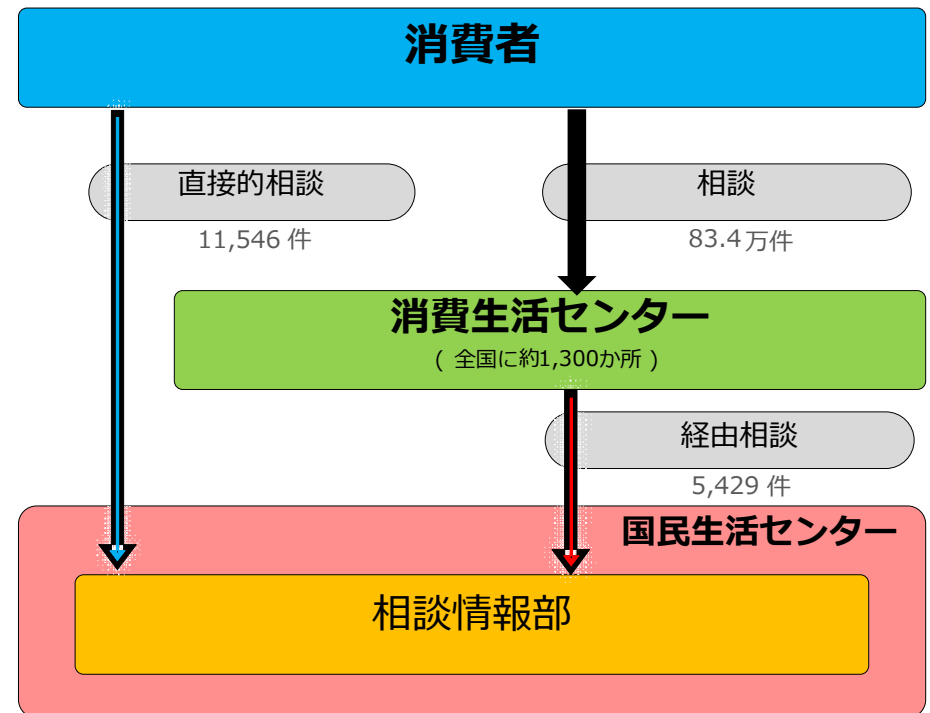 消費者
直接的相談
11,546 件
相談
83.4万件
消費生活センター
( 全国に約1,300か所 )
経由相談
5,429 件
国民生活センター
相談情報部